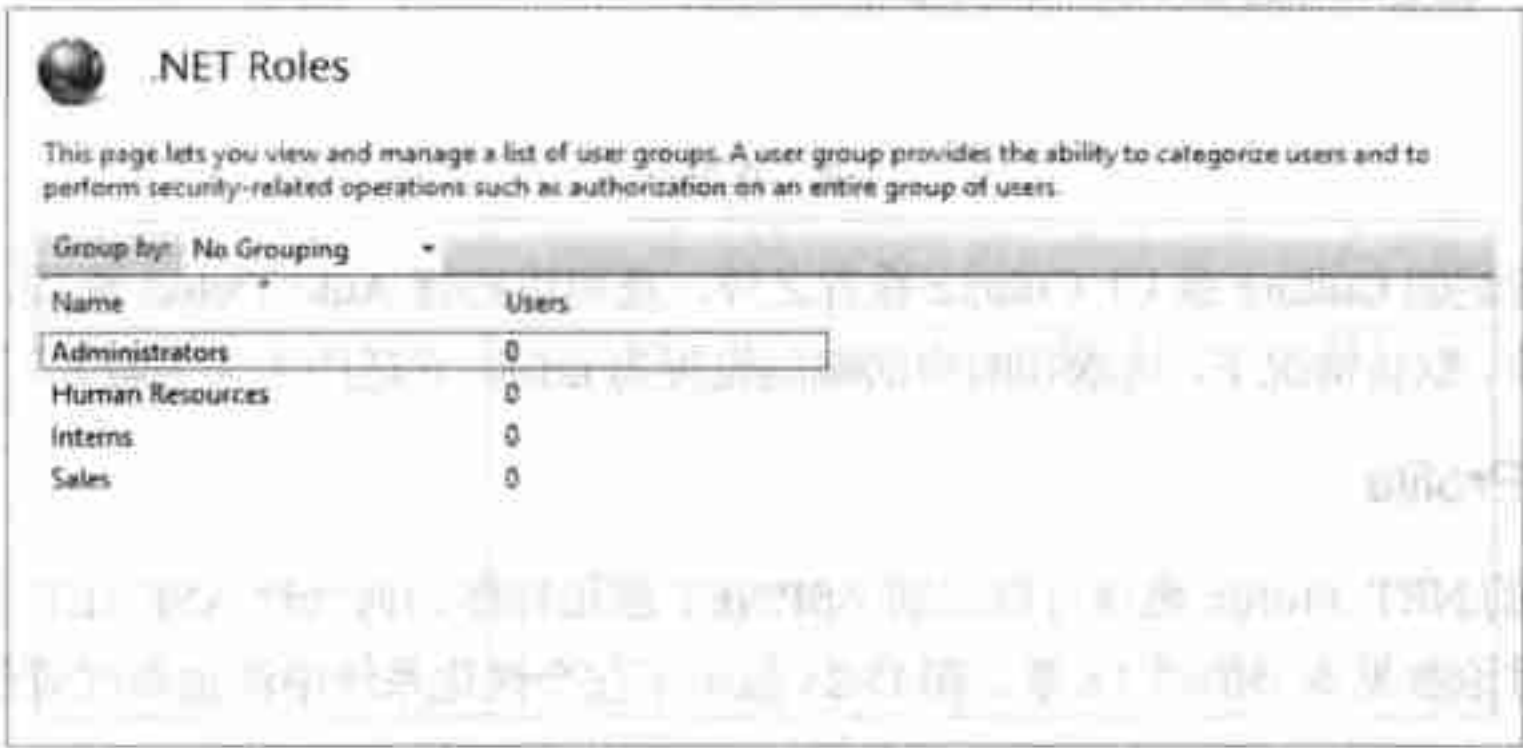 .NET Roles
This page lets you view and manage a list of user groups. A user group provides the ability to categorize users and to
perform security-related operations such as authorization on an entire group of users.
Group by: No Grouping
Name Users
Administrators 0
Human Resources 0
Interns 0
Sales 0